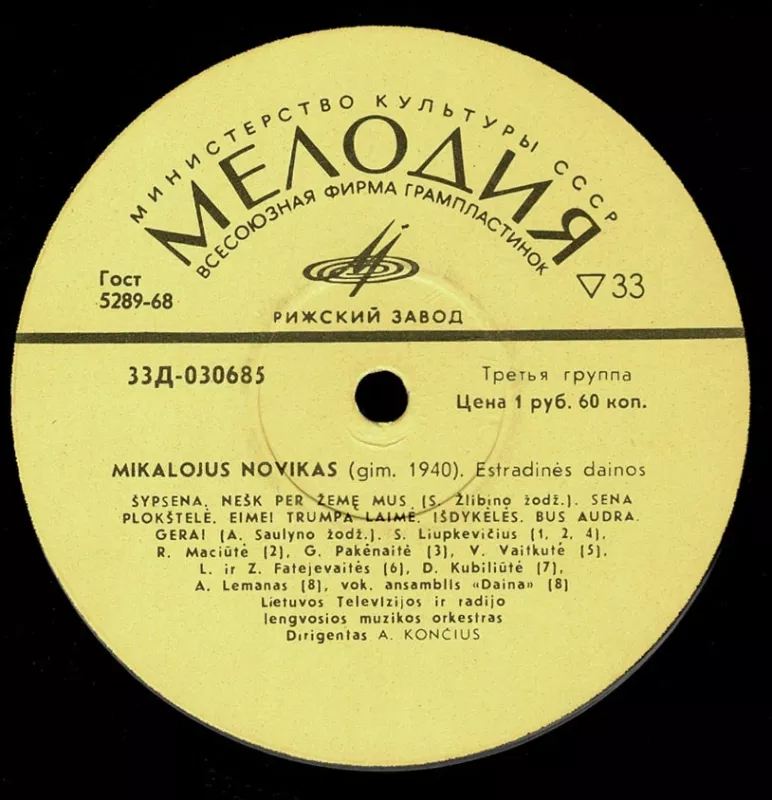 МИНИСТЕРСТВО КУЛЬТУРЫ СССР
МЕЛОДИЯ
ВСЕСОЮЗНАЯ ФИРМА ГРАМПЛАСТИНОК
Гост
5289-68
▽33
РИЖСКИЙ ЗАВОД
33Д-030685
Третья группа
Цена 1 руб. 60 коп.
MIKALOJUS NOVIKAS (gim. 1940). Estradinės dainos
ŠYPSENA. NEŠK PER ŽEMĘ MUS (S. Žlibino žodž.). SENA
PLOKŠTELĖ. EIMEI TRUMPA LAIMĖ. IŠDYKĖLĖS. BUS AUDRA.
GERAI (A. Saulyno žodž.). S. Liupkevičius (1, 2, 4),
R. Maciūtė (2), G. Pakėnaitė (3), V. Vaitkutė (5),
L. ir Z. Fatejevaitės (6), D. Kubiliūtė (7),
A. Lemanas (8), vok. ansamblis «Daina» (8)
Lietuvos Televizijos ir radijo
lengvosios muzikos orkestras
Dirigentas A. KONČIUS